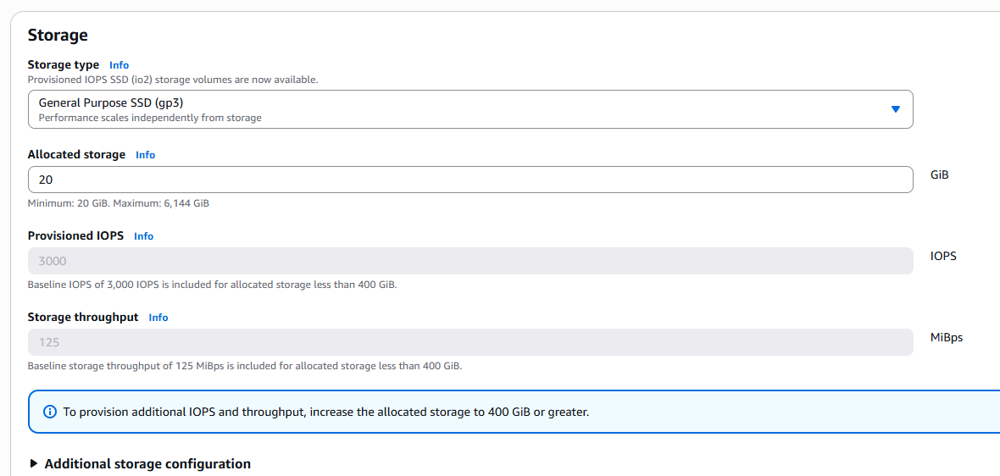 Storage
Storage type Info
Provisioned IOPS SSD (io2) storage volumes are now available.
General Purpose SSD (gp3)
Performance scales independently from storage
Allocated storage Info
20 GiB
Minimum: 20 GiB. Maximum: 6,144 GiB
Provisioned IOPS Info
3000 IOPS
Baseline IOPS of 3,000 IOPS is included for allocated storage less than 400 GiB.
Storage throughput Info
125 MiBps
Baseline storage throughput of 125 MiBps is included for allocated storage less than 400 GiB.
To provision additional IOPS and throughput, increase the allocated storage to 400 GiB or greater.
Additional storage configuration